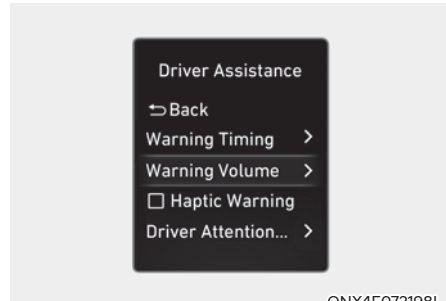 Driver Assistance
⮌Back
Warning Timing >
Warning Volume >
☐ Haptic Warning
Driver Attention... >